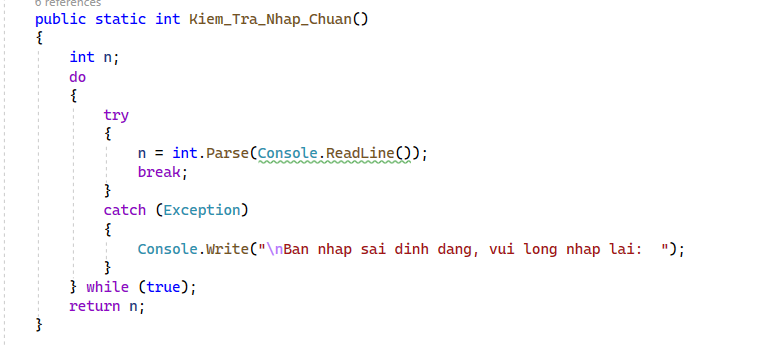 6 references
public static int Kiem_Tra_Nhap_Chuan()
{
int n;
do
{
try
{
n = int.Parse(Console.ReadLine());
break;
}
catch (Exception)
{
Console.Write("\nBan nhap sai dinh dang, vui long nhap lai:  ");
}
} while (true);
return n;
}